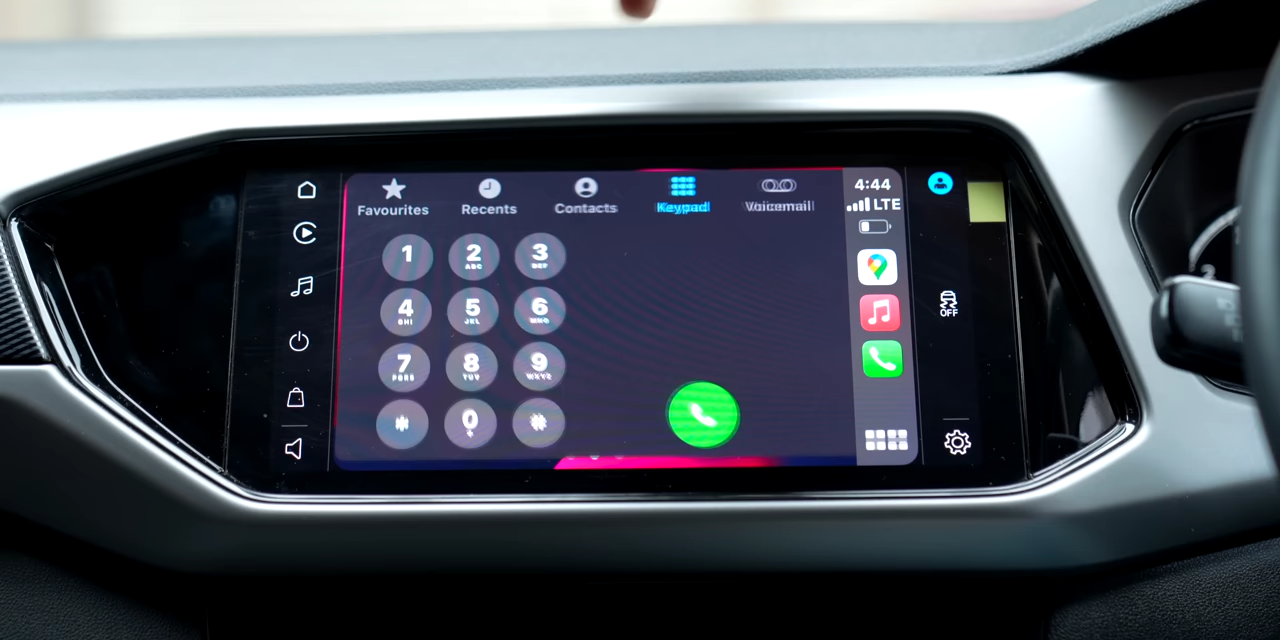 Favourites Recents Contacts Keypad Voicemail
4:44
LTE
1 2 3
ABC DEF
4 5 6
GHI JKL MNO
7 8 9
PQRS TUV WXYZ
* 0 #
+
OFF
2